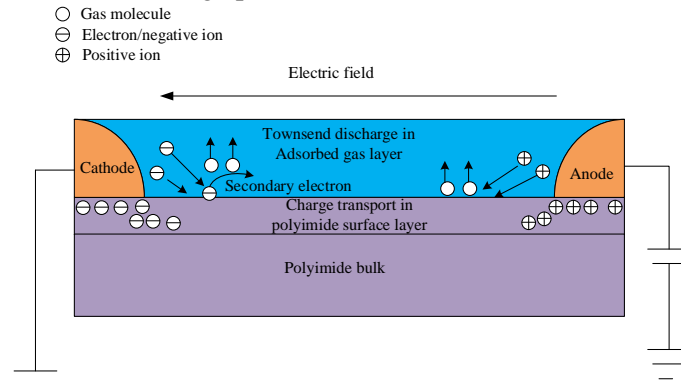 Gas molecule
Electron/negative ion
Positive ion
Electric field
Townsend discharge in
Adsorbed gas layer
Cathode
Anode
Secondary electron
Charge transport in
polyimide surface layer
Polyimide bulk